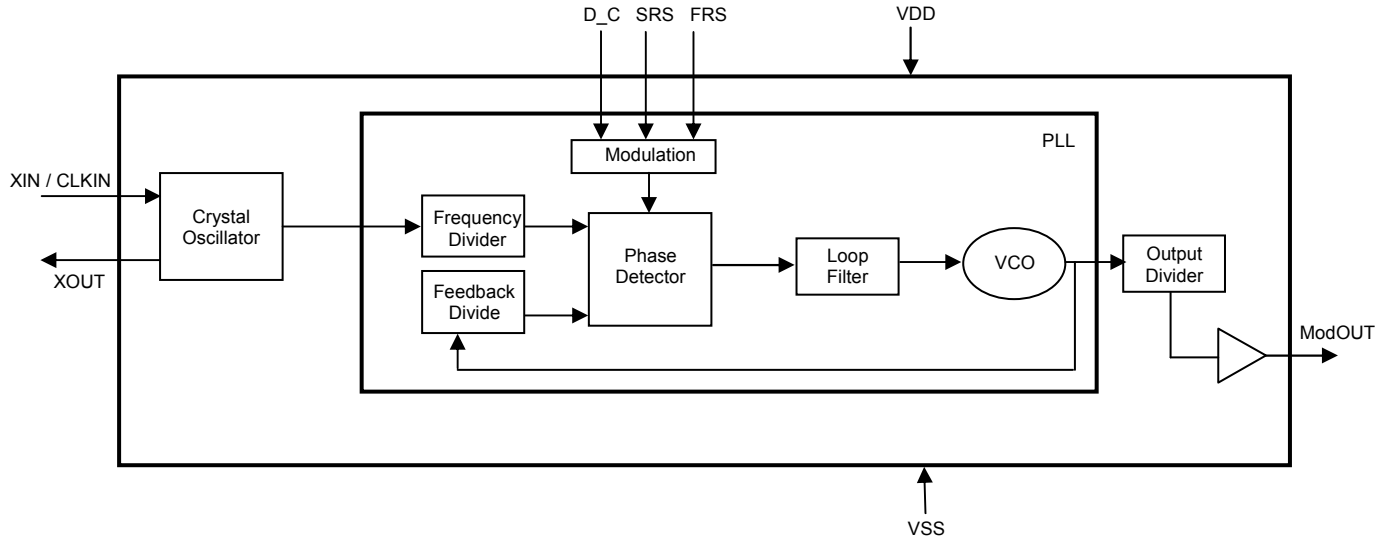 D_C SRS FRS
VDD
PLL
Modulation
XIN / CLKIN
Crystal
Oscillator
XOUT
Frequency
Divider
Feedback
Divide
Phase
Detector
Loop
Filter
VCO
Output
Divider
ModOUT
VSS